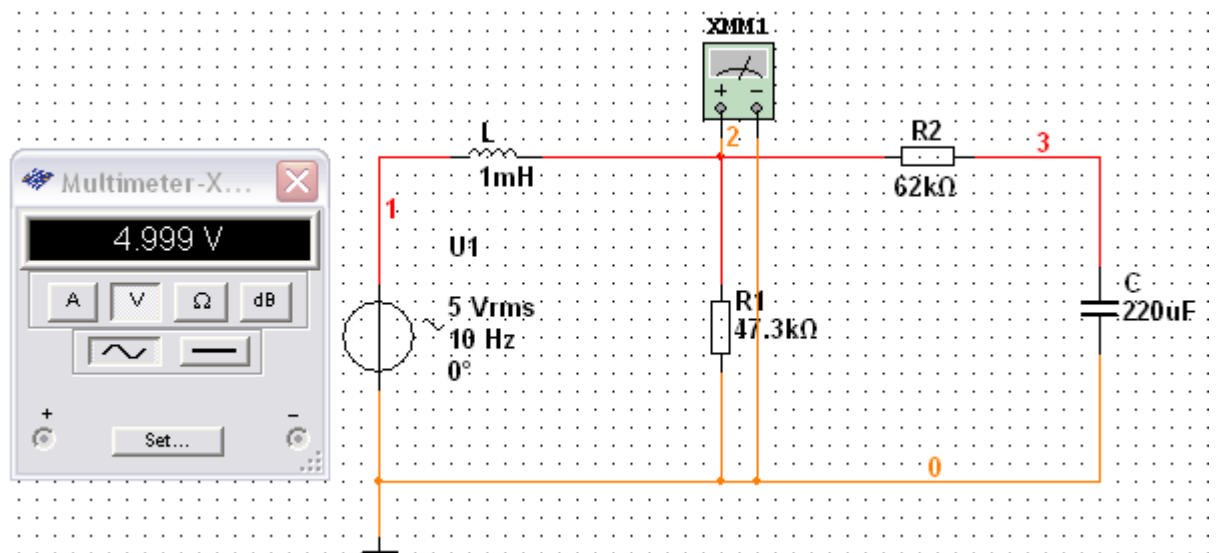 XMM1
+ −
2
L
1mH
R2
62kΩ
3
Multimeter-X...
4.999 V
A V Ω dB
+ −
Set...
1
U1
5 Vrms
10 Hz
0°
R1
47.3kΩ
C
220uF
0